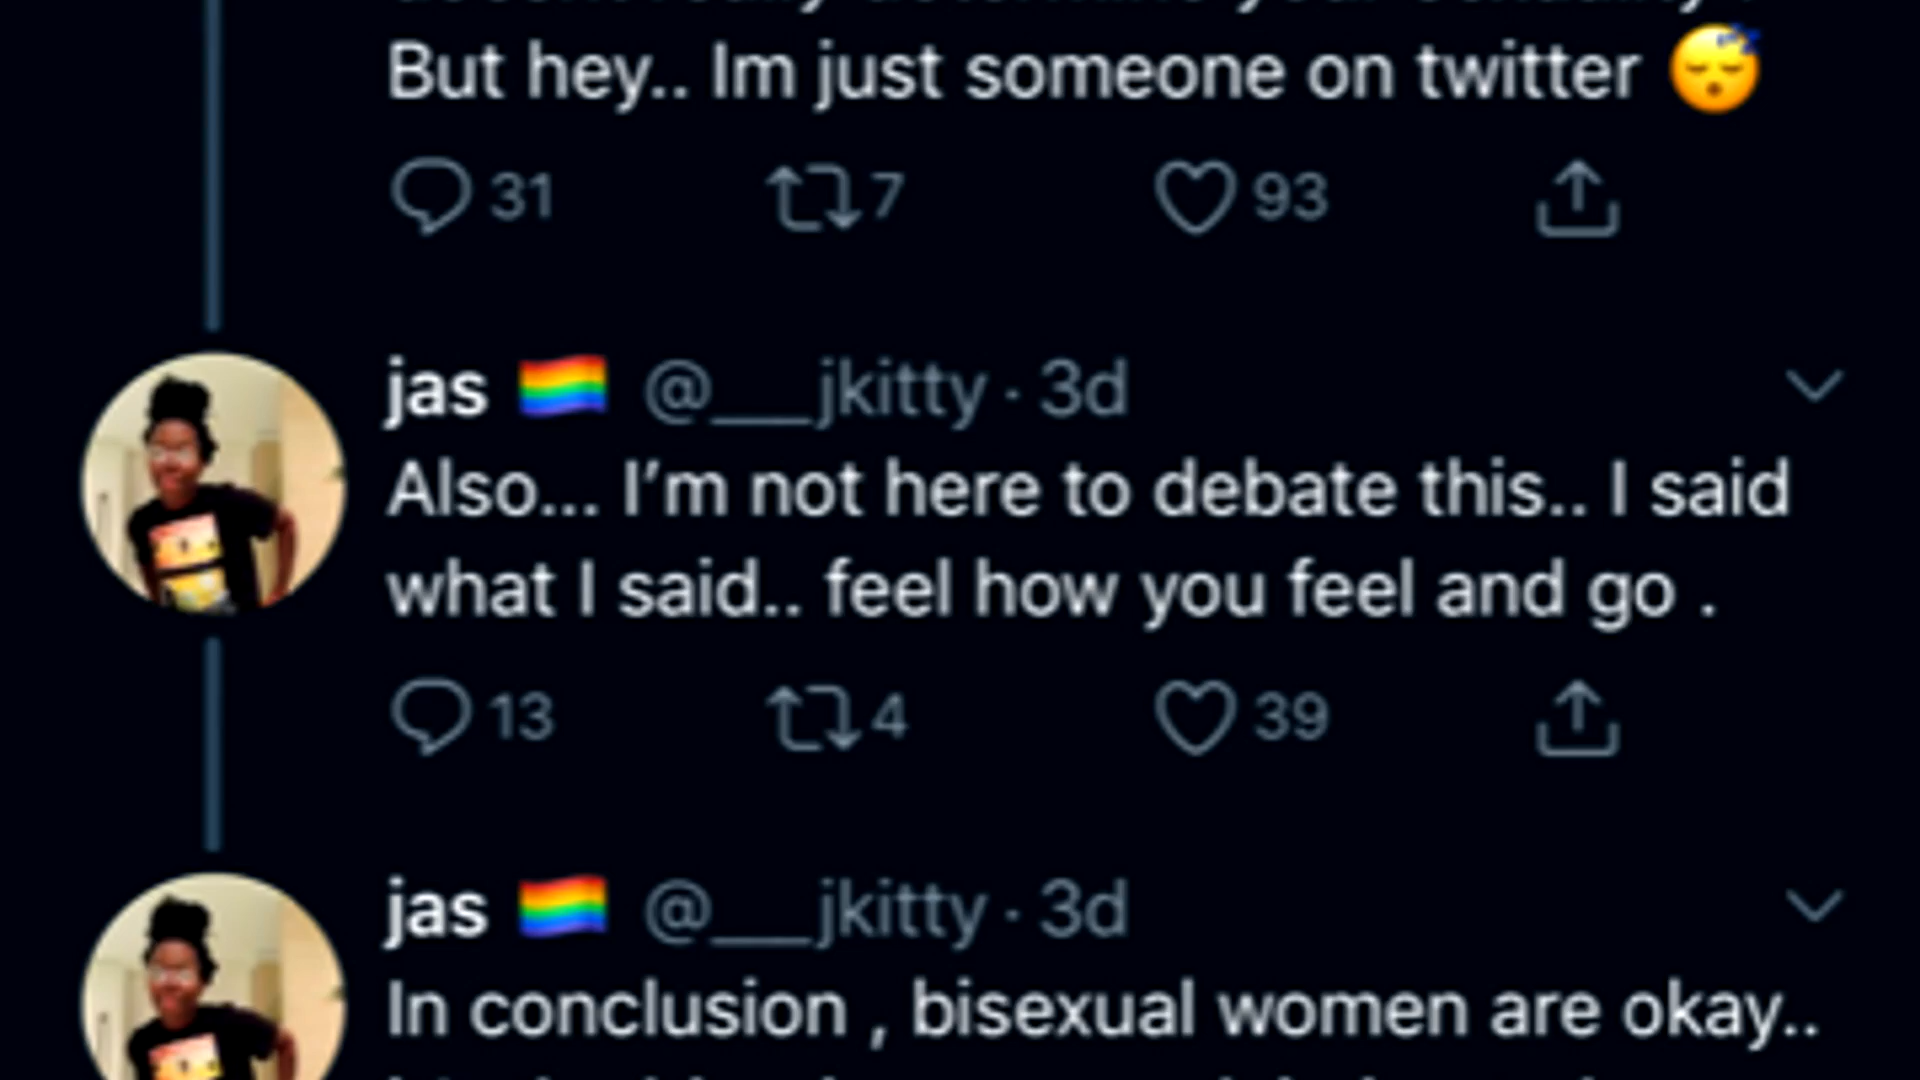 But hey.. Im just someone on twitter 😴
31 7 93
jas 🏳️‍🌈 @___jkitty · 3d
Also... I’m not here to debate this.. I said
what I said.. feel how you feel and go .
13 4 39
jas 🏳️‍🌈 @___jkitty · 3d
In conclusion , bisexual women are okay..